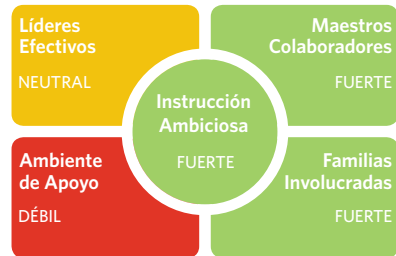 Líderes
Efectivos
NEUTRAL
Maestros
Colaboradores
FUERTE
Instrucción
Ambiciosa
FUERTE
Ambiente
de Apoyo
DÉBIL
Familias
Involucradas
FUERTE